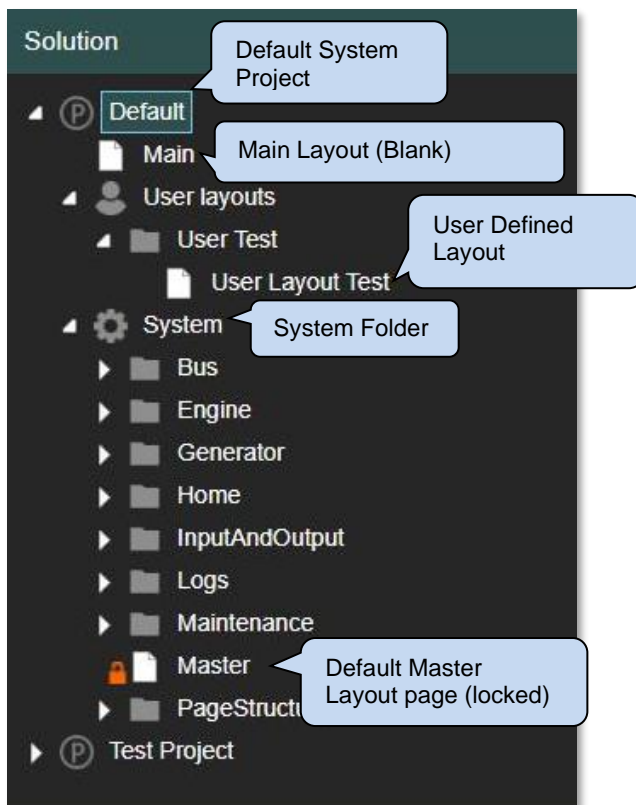 Solution
Default System
Project
Default
Main
Main Layout (Blank)
User layouts
User Test
User Defined
Layout
User Layout Test
System
System Folder
Bus
Engine
Generator
Home
InputAndOutput
Logs
Maintenance
Master
Default Master
Layout page (locked)
Test Project